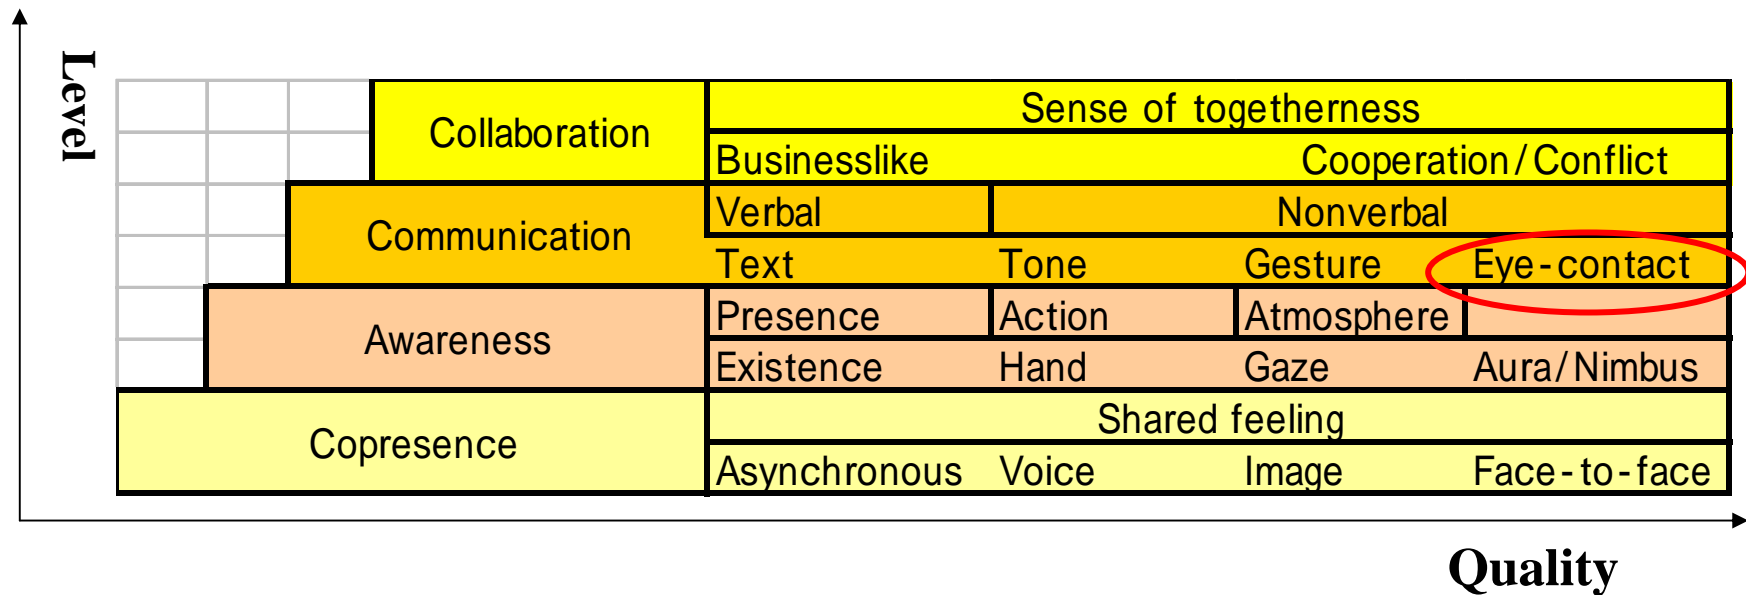 Level
Collaboration
Sense of togetherness
Businesslike Cooperation/Conflict
Communication
Verbal Nonverbal
Text Tone Gesture Eye-contact
Awareness
Presence Action Atmosphere
Existence Hand Gaze Aura/Nimbus
Copresence
Shared feeling
Asynchronous Voice Image Face-to-face
Quality